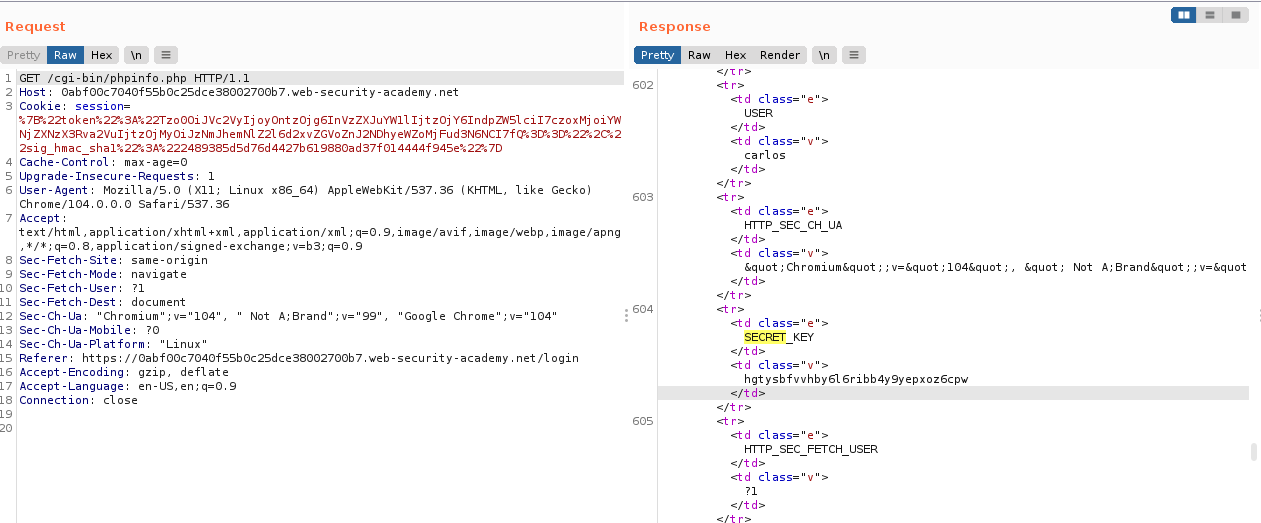 Request
Pretty Raw Hex \n
1 GET /cgi-bin/phpinfo.php HTTP/1.1
2 Host: 0abf00c7040f55b0c25dce38002700b7.web-security-academy.net
3 Cookie: session=
%7B%22token%22%3A%22Tzo0OiJVc2VyIjoyOntzOjg6InVzZXJuYW1lIjtzOjY6IndpZW5lciI7czoxMjoiYW
NjZXNzX3Rva2VuIjtzOjMyOiJzNmJhemNlZ2l6d2xvZGVoZnJ2NDhyeWZoMjFud3N6NCI7fQ%3D%3D%22%2C%2
2sig_hmac_sha1%22%3A%222489385d5d76d4427b619880ad37f014444f945e%22%7D
4 Cache-Control: max-age=0
5 Upgrade-Insecure-Requests: 1
6 User-Agent: Mozilla/5.0 (X11; Linux x86_64) AppleWebKit/537.36 (KHTML, like Gecko)
Chrome/104.0.0.0 Safari/537.36
7 Accept:
text/html,application/xhtml+xml,application/xml;q=0.9,image/avif,image/webp,image/apng
,*/*;q=0.8,application/signed-exchange;v=b3;q=0.9
8 Sec-Fetch-Site: same-origin
9 Sec-Fetch-Mode: navigate
10 Sec-Fetch-User: ?1
11 Sec-Fetch-Dest: document
12 Sec-Ch-Ua: "Chromium";v="104", " Not A;Brand";v="99", "Google Chrome";v="104"
13 Sec-Ch-Ua-Mobile: ?0
14 Sec-Ch-Ua-Platform: "Linux"
15 Referer: https://0abf00c7040f55b0c25dce38002700b7.web-security-academy.net/login
16 Accept-Encoding: gzip, deflate
17 Accept-Language: en-US,en;q=0.9
18 Connection: close
19
20
Response
Pretty Raw Hex Render \n
</tr>
602 <tr>
<td class="e">
USER
</td>
<td class="v">
carlos
</td>
</tr>
603 <tr>
<td class="e">
HTTP_SEC_CH_UA
</td>
<td class="v">
&quot;Chromium&quot;;v=&quot;104&quot;, &quot; Not A;Brand&quot;;v=&quot
</td>
</tr>
604 <tr>
<td class="e">
SECRET_KEY
</td>
<td class="v">
hgtysbfvvhby6l6ribb4y9yepxoz6cpw
</td>
</tr>
605 <tr>
<td class="e">
HTTP_SEC_FETCH_USER
</td>
<td class="v">
?1
</td>
</tr>